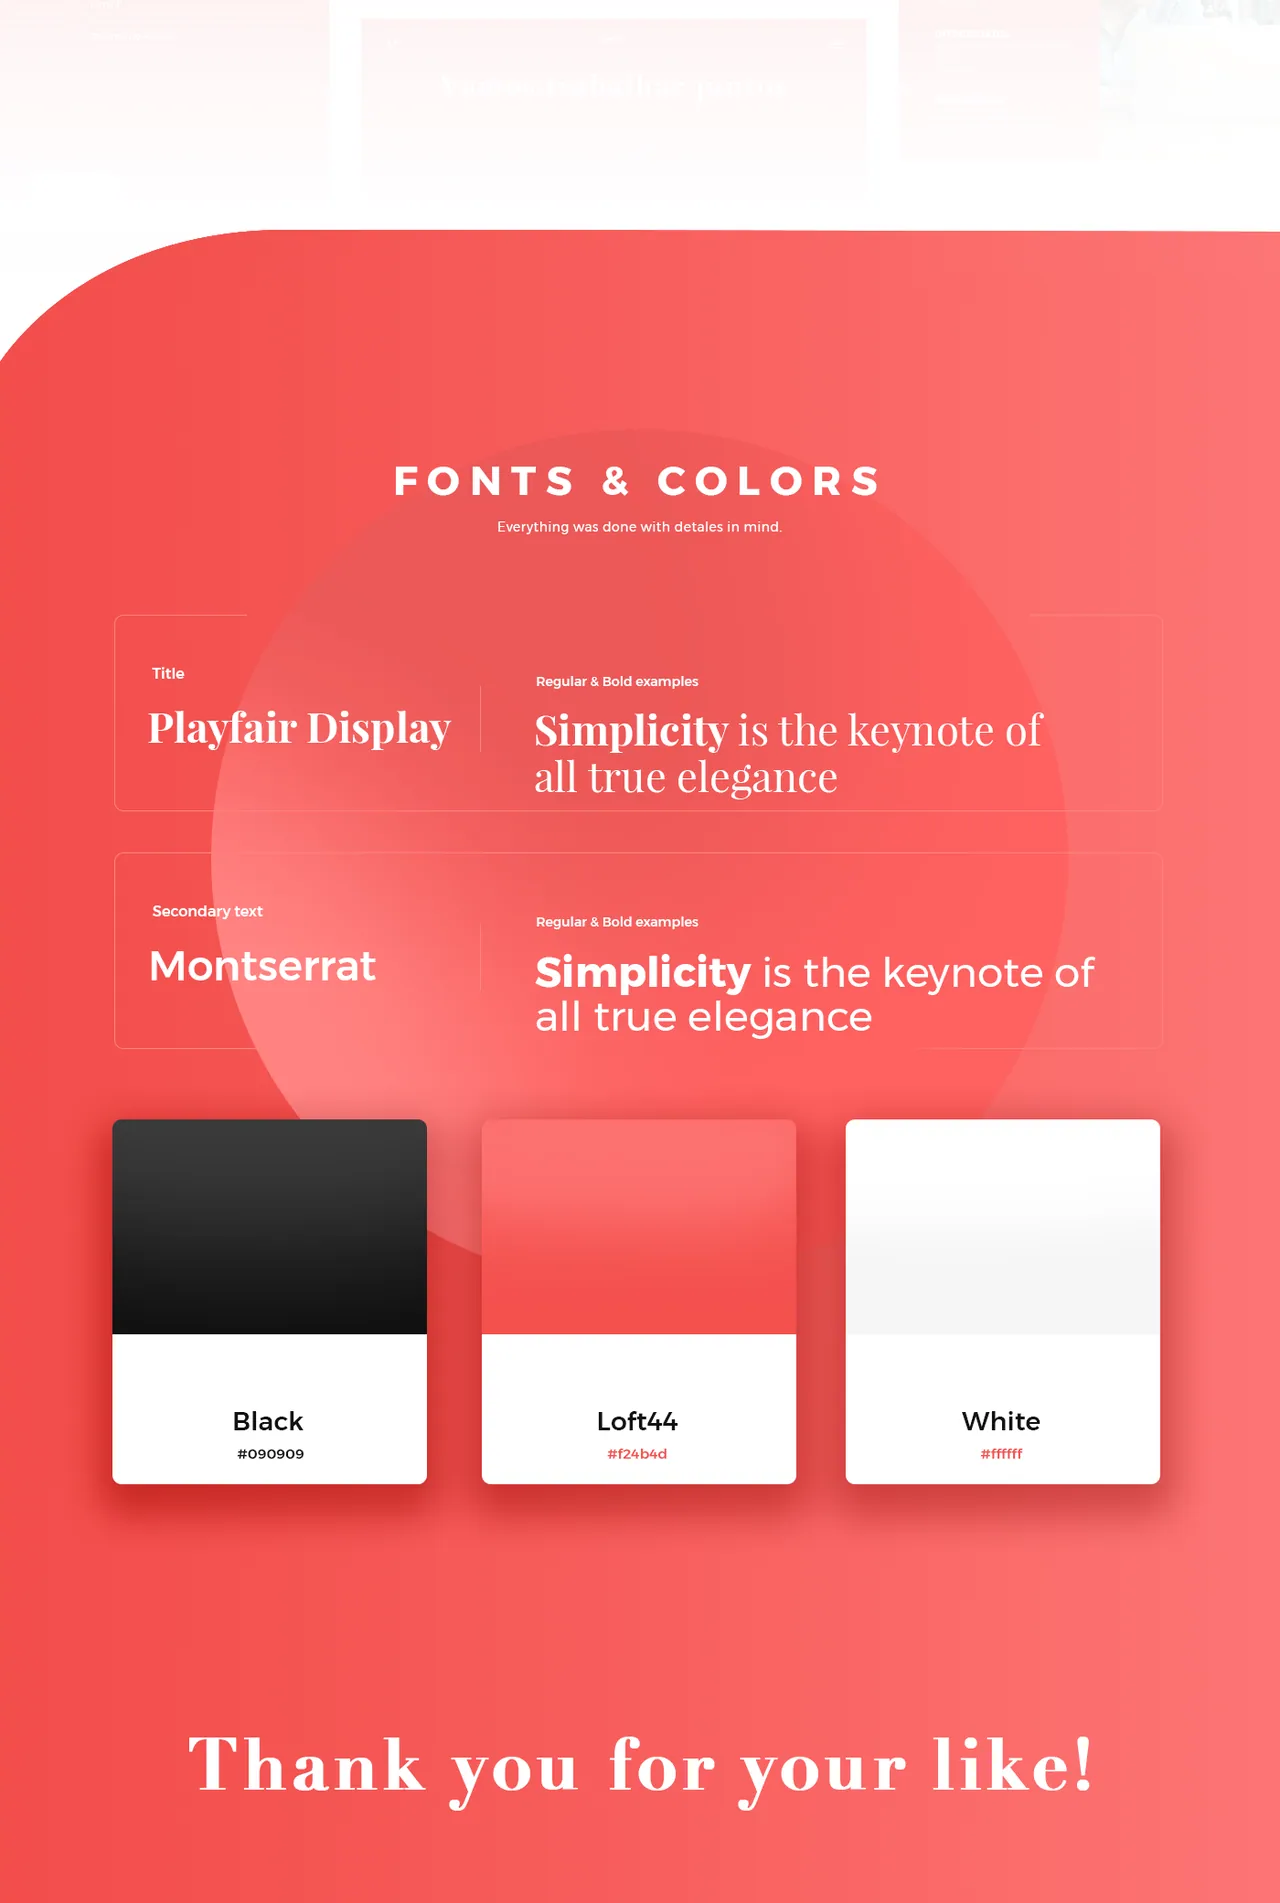 FONTS & COLORS
Everything was done with detales in mind.
Title
Playfair Display
Regular & Bold examples
Simplicity is the keynote of
all true elegance
Secondary text
Montserrat
Regular & Bold examples
Simplicity is the keynote of
all true elegance
Black
#090909
Loft44
#f24b4d
White
#ffffff
Thank you for your like!